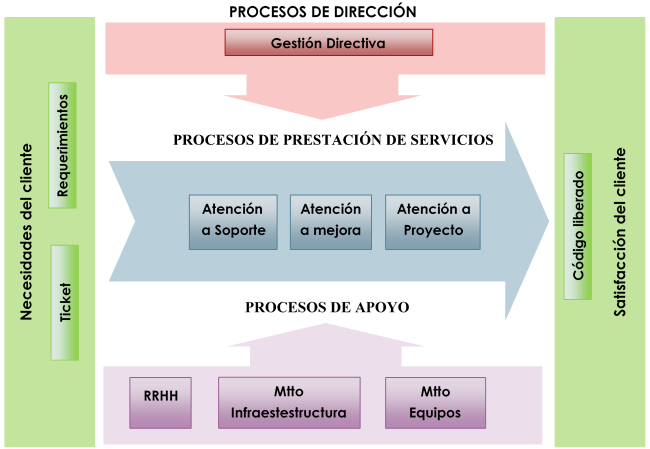 PROCESOS DE DIRECCIÓN
Gestión Directiva
Necesidades del cliente
Requerimientos
Ticket
PROCESOS DE PRESTACIÓN DE SERVICIOS
Atención
a Soporte
Atención
a mejora
Atención a
Proyecto
Código liberado
Satisfacción del cliente
PROCESOS DE APOYO
RRHH
Mtto
Infraestestructura
Mtto
Equipos